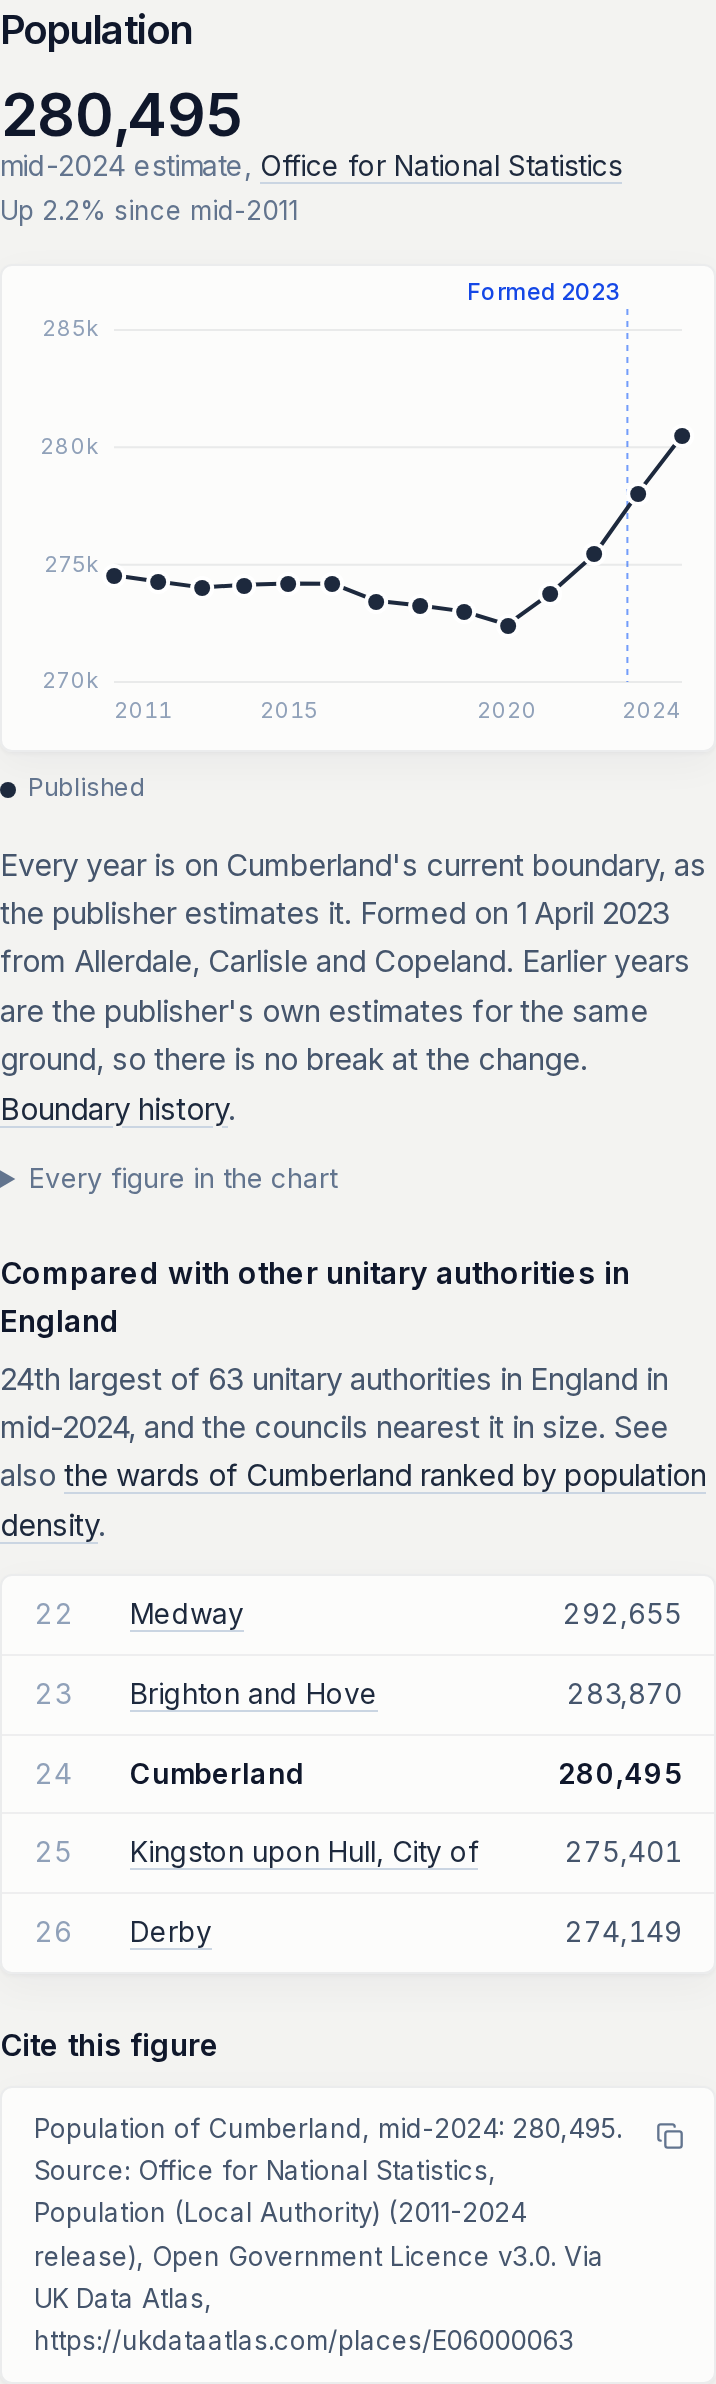 Population
280,495
mid-2024 estimate, Office for National Statistics
Up 2.2% since mid-2011
Formed 2023
285k
280k
275k
270k
2011 2015 2020 2024
Published
Every year is on Cumberland's current boundary, as
the publisher estimates it. Formed on 1 April 2023
from Allerdale, Carlisle and Copeland. Earlier years
are the publisher's own estimates for the same
ground, so there is no break at the change.
Boundary history.
Every figure in the chart
Compared with other unitary authorities in
England
24th largest of 63 unitary authorities in England in
mid-2024, and the councils nearest it in size. See
also the wards of Cumberland ranked by population
density.
22 Medway 292,655
23 Brighton and Hove 283,870
24 Cumberland 280,495
25 Kingston upon Hull, City of 275,401
26 Derby 274,149
Cite this figure
Population of Cumberland, mid-2024: 280,495.
Source: Office for National Statistics,
Population (Local Authority) (2011-2024
release), Open Government Licence v3.0. Via
UK Data Atlas,
https://ukdataatlas.com/places/E06000063